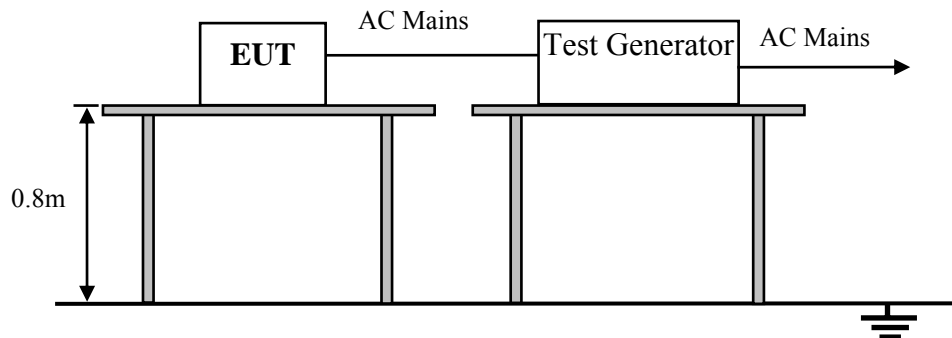 AC Mains
EUT
Test Generator
AC Mains
0.8m